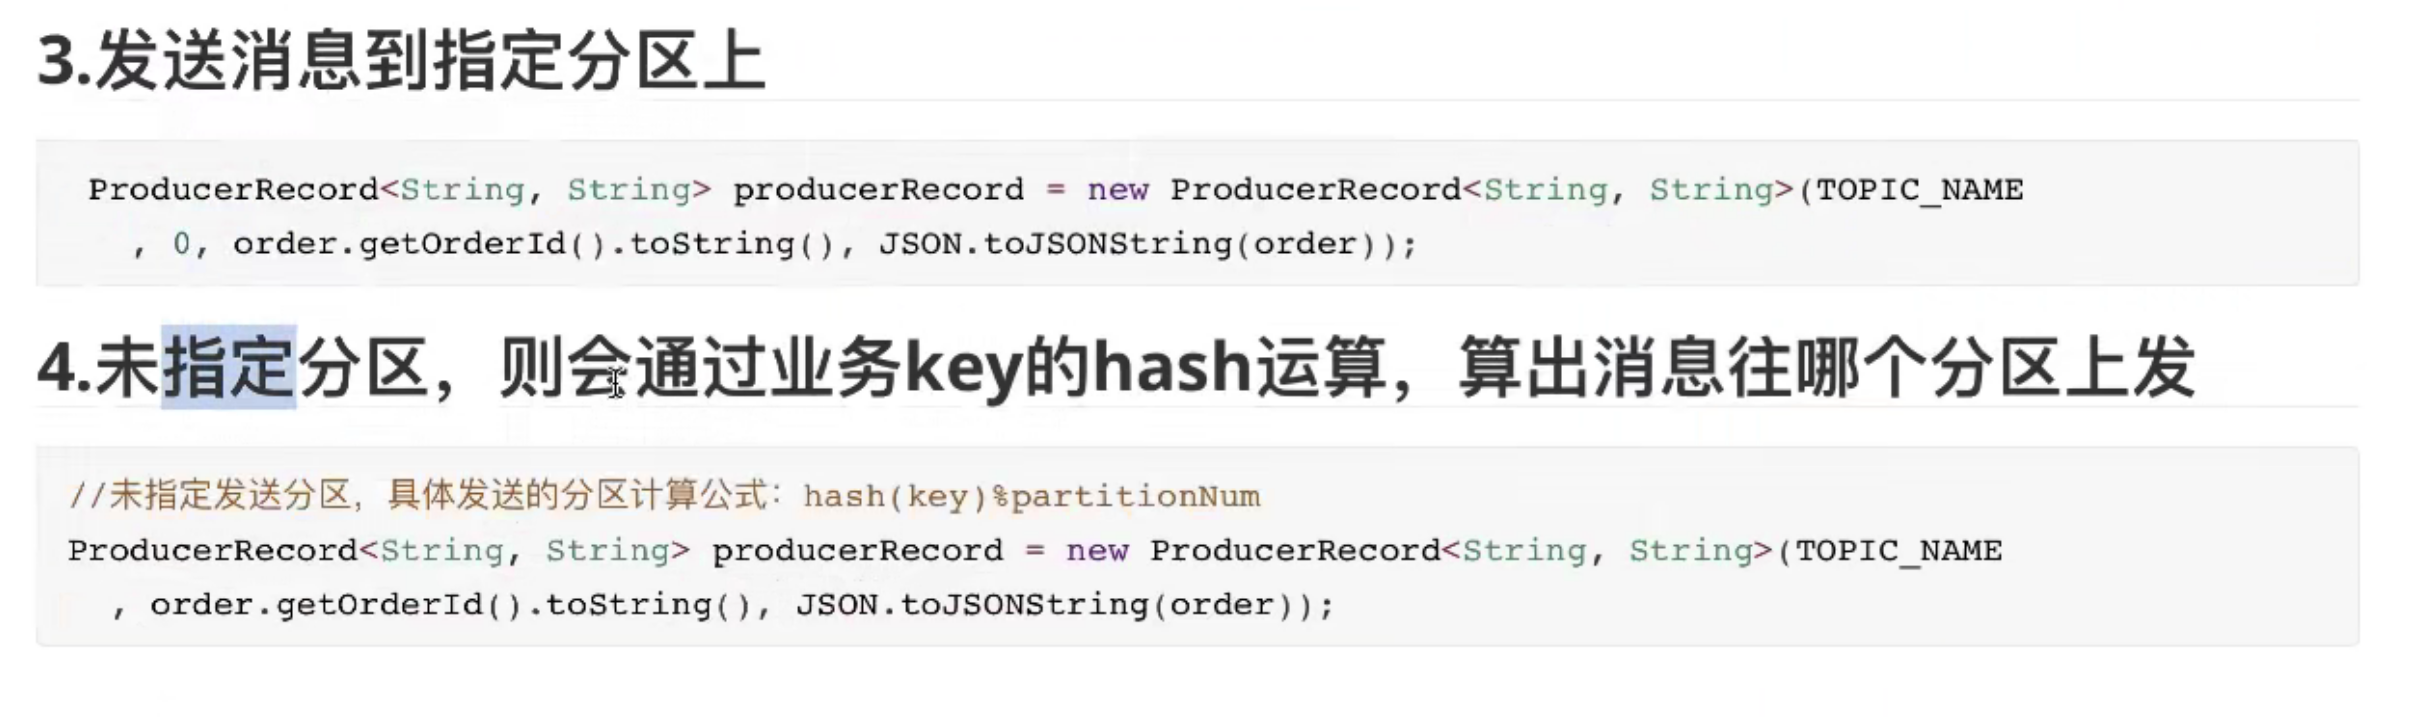 3.发送消息到指定分区上
ProducerRecord<String, String> producerRecord = new ProducerRecord<String, String>(TOPIC_NAME
, 0, order.getOrderId().toString(), JSON.toJSONString(order));
4.未指定分区，则会通过业务key的hash运算，算出消息往哪个分区上发
//未指定发送分区，具体发送的分区计算公式：hash(key)%partitionNum
ProducerRecord<String, String> producerRecord = new ProducerRecord<String, String>(TOPIC_NAME
, order.getOrderId().toString(), JSON.toJSONString(order));